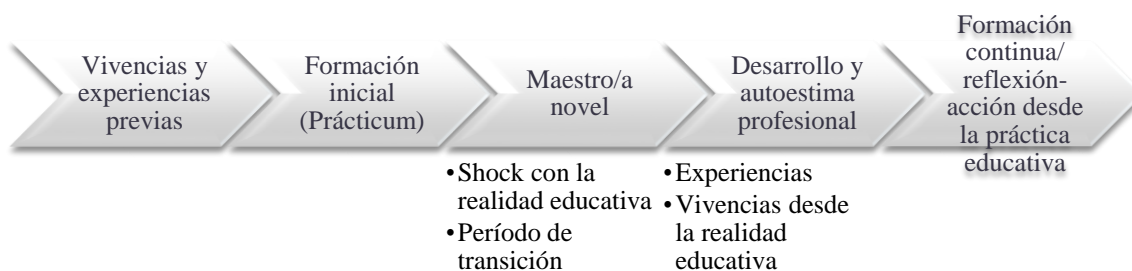 Vivencias y
experiencias
previas
Formación
inicial
(Prácticum)
Maestro/a
novel
•Shock con la
realidad educativa
•Período de
transición
Desarrollo y
autoestima
profesional
•Experiencias
•Vivencias desde
la realidad
educativa
Formación
continua/
reflexión-
acción desde
la práctica
educativa